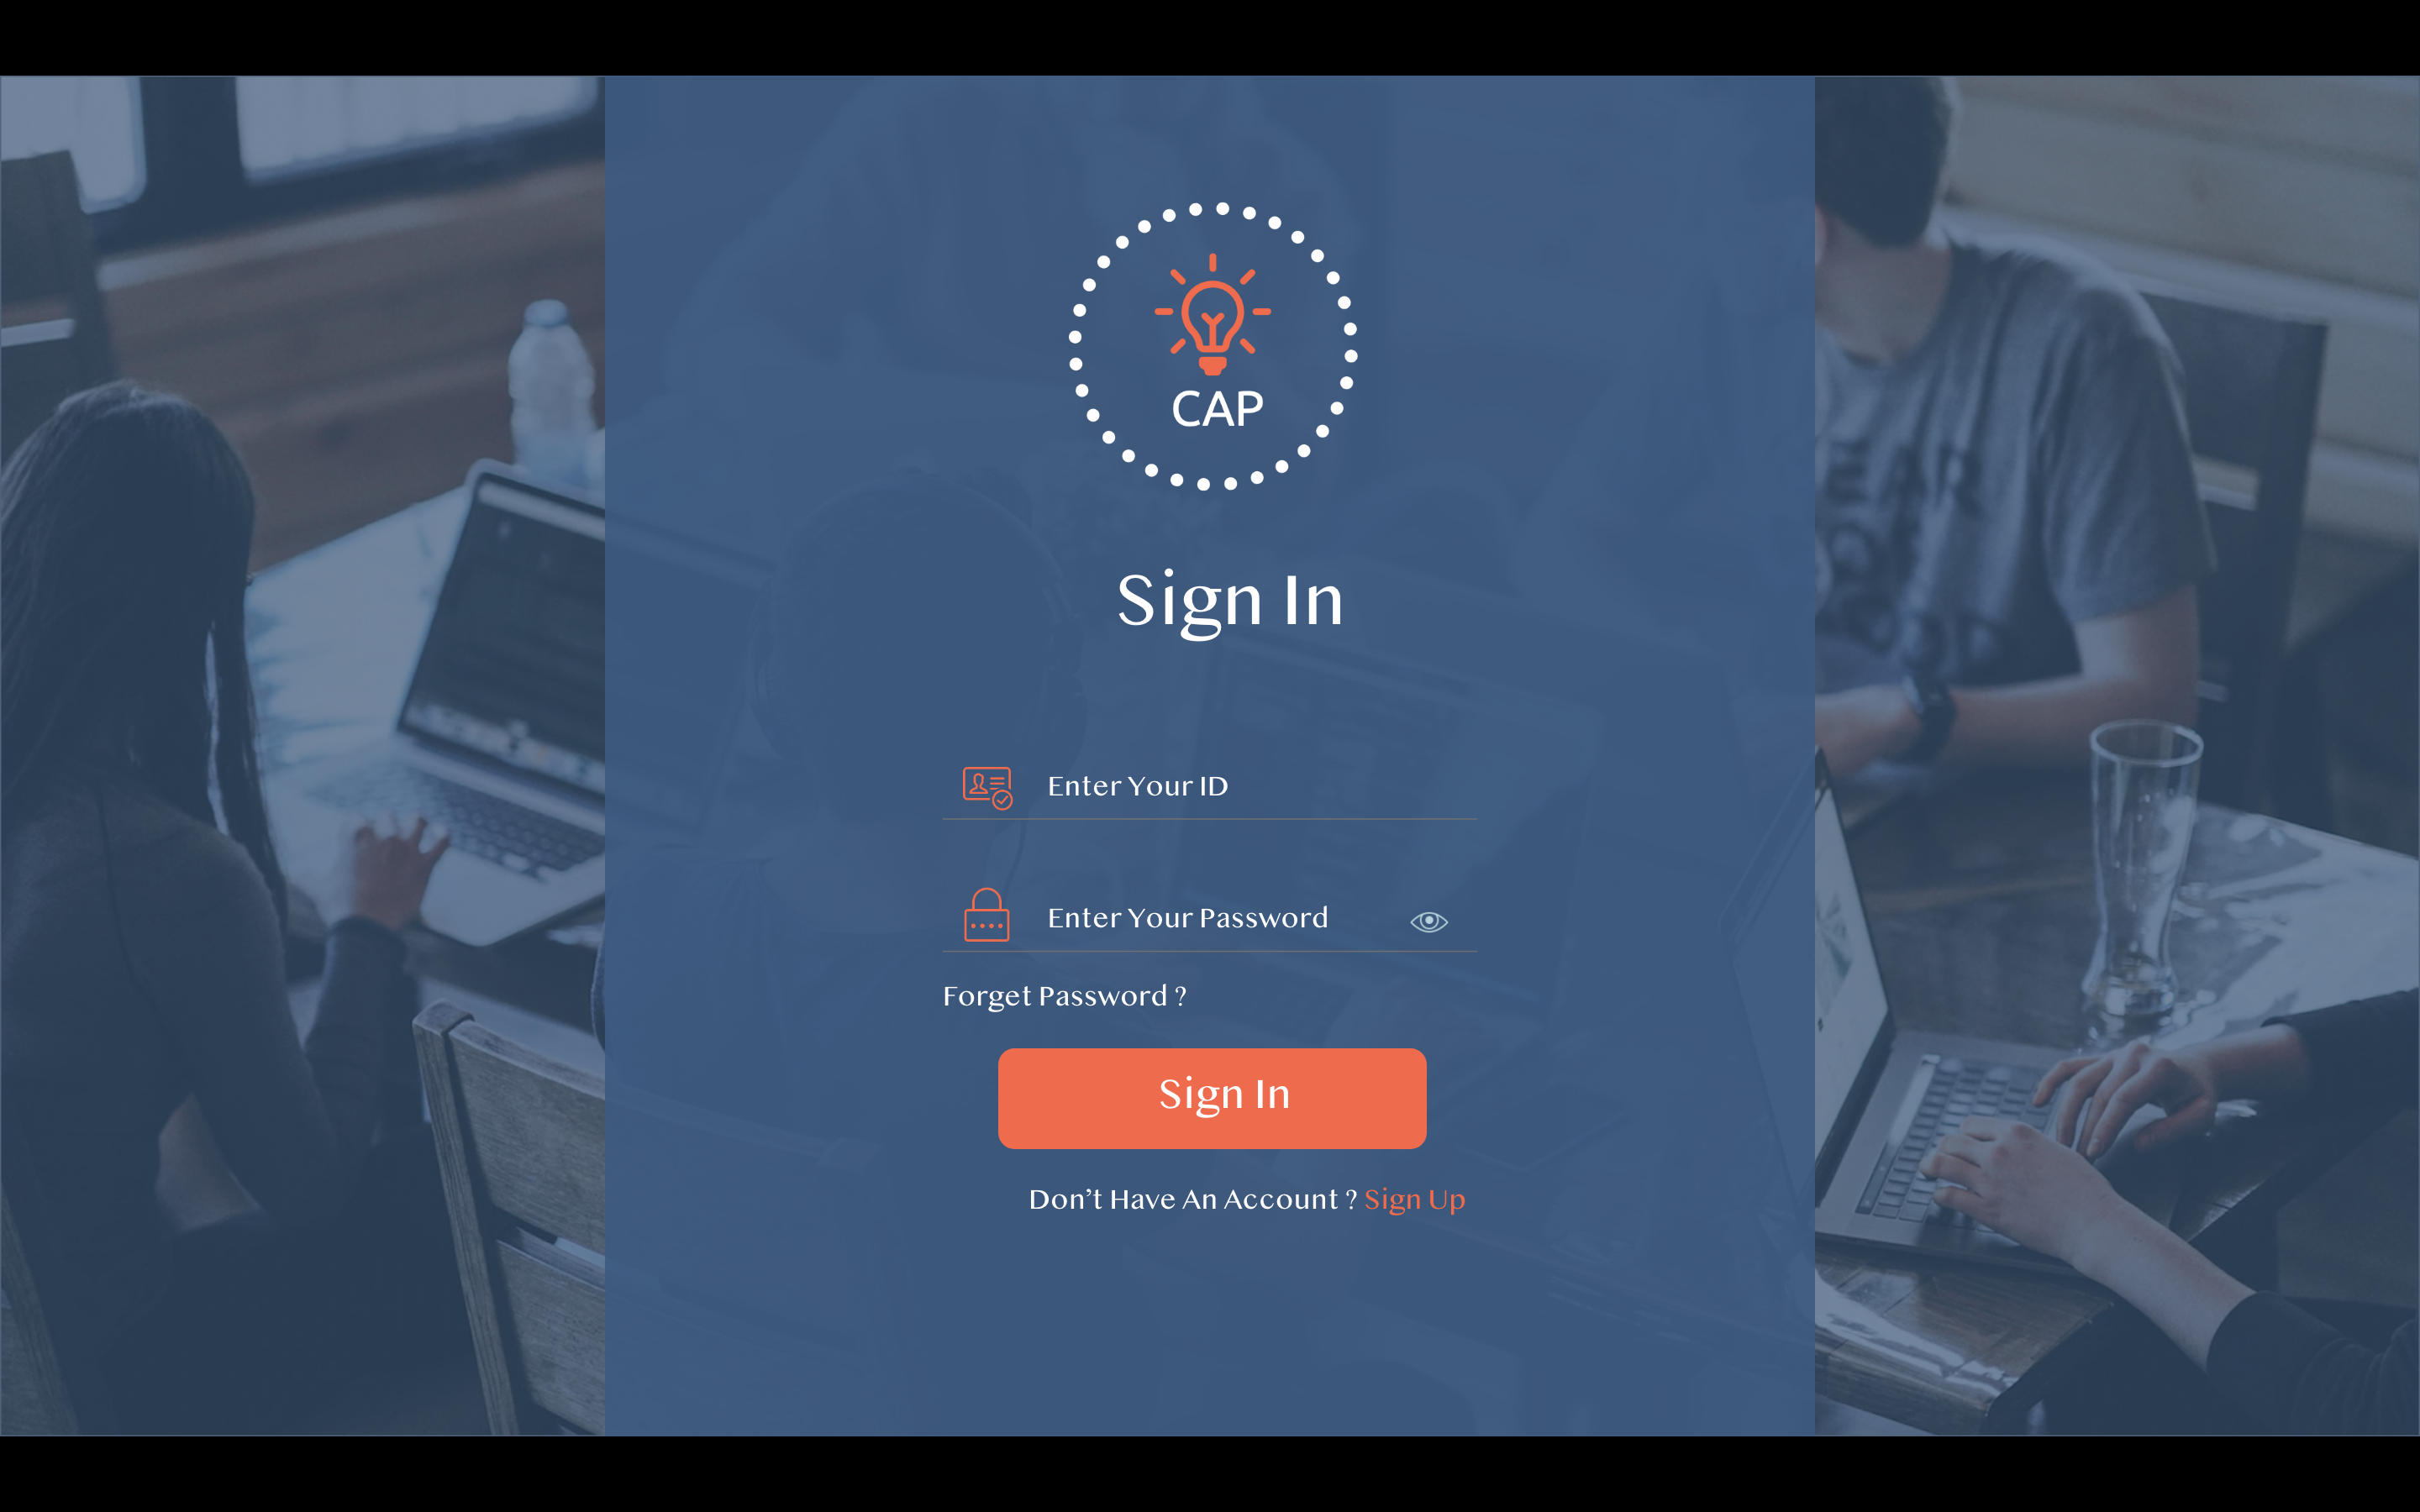 CAP
Sign In
Enter Your ID
Enter Your Password
Forget Password ?
Sign In
Don’t Have An Account ? Sign Up